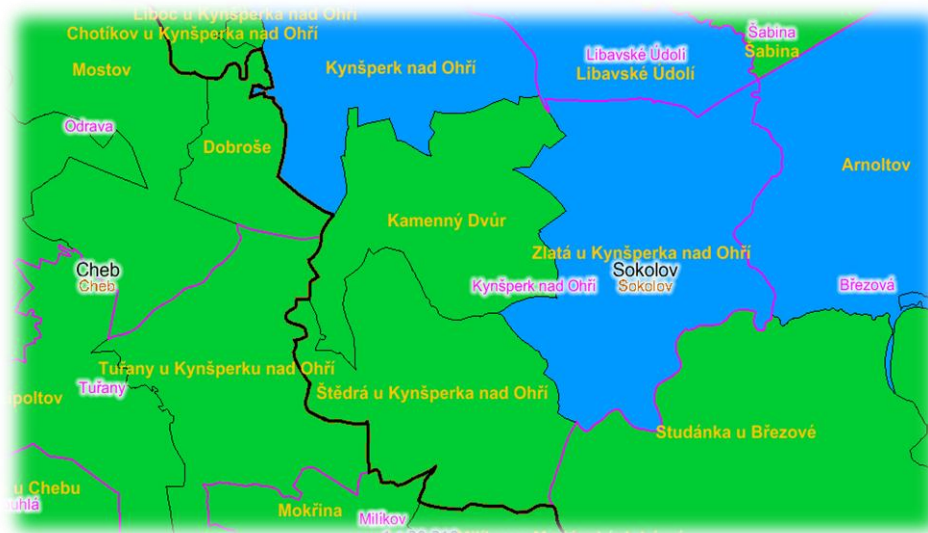 Liboc u Kynšperka nad Ohří
Chotíkov u Kynšperka nad Ohří
Šabina
Šabina
Mostov
Kynšperk nad Ohří
Libavské Údolí
Libavské Údolí
Odrava
Dobroše
Arnoltov
Kamenný Dvůr
Zlatá u Kynšperka nad Ohří
Cheb
Cheb
Sokolov
Sokolov
Kynšperk nad Ohří
Březová
Tuřany u Kynšperku nad Ohří
Tuřany
Štědrá u Kynšperka nad Ohří
Lipoltov
Studánka u Březové
u Chebu
Mokřina
Milíkov